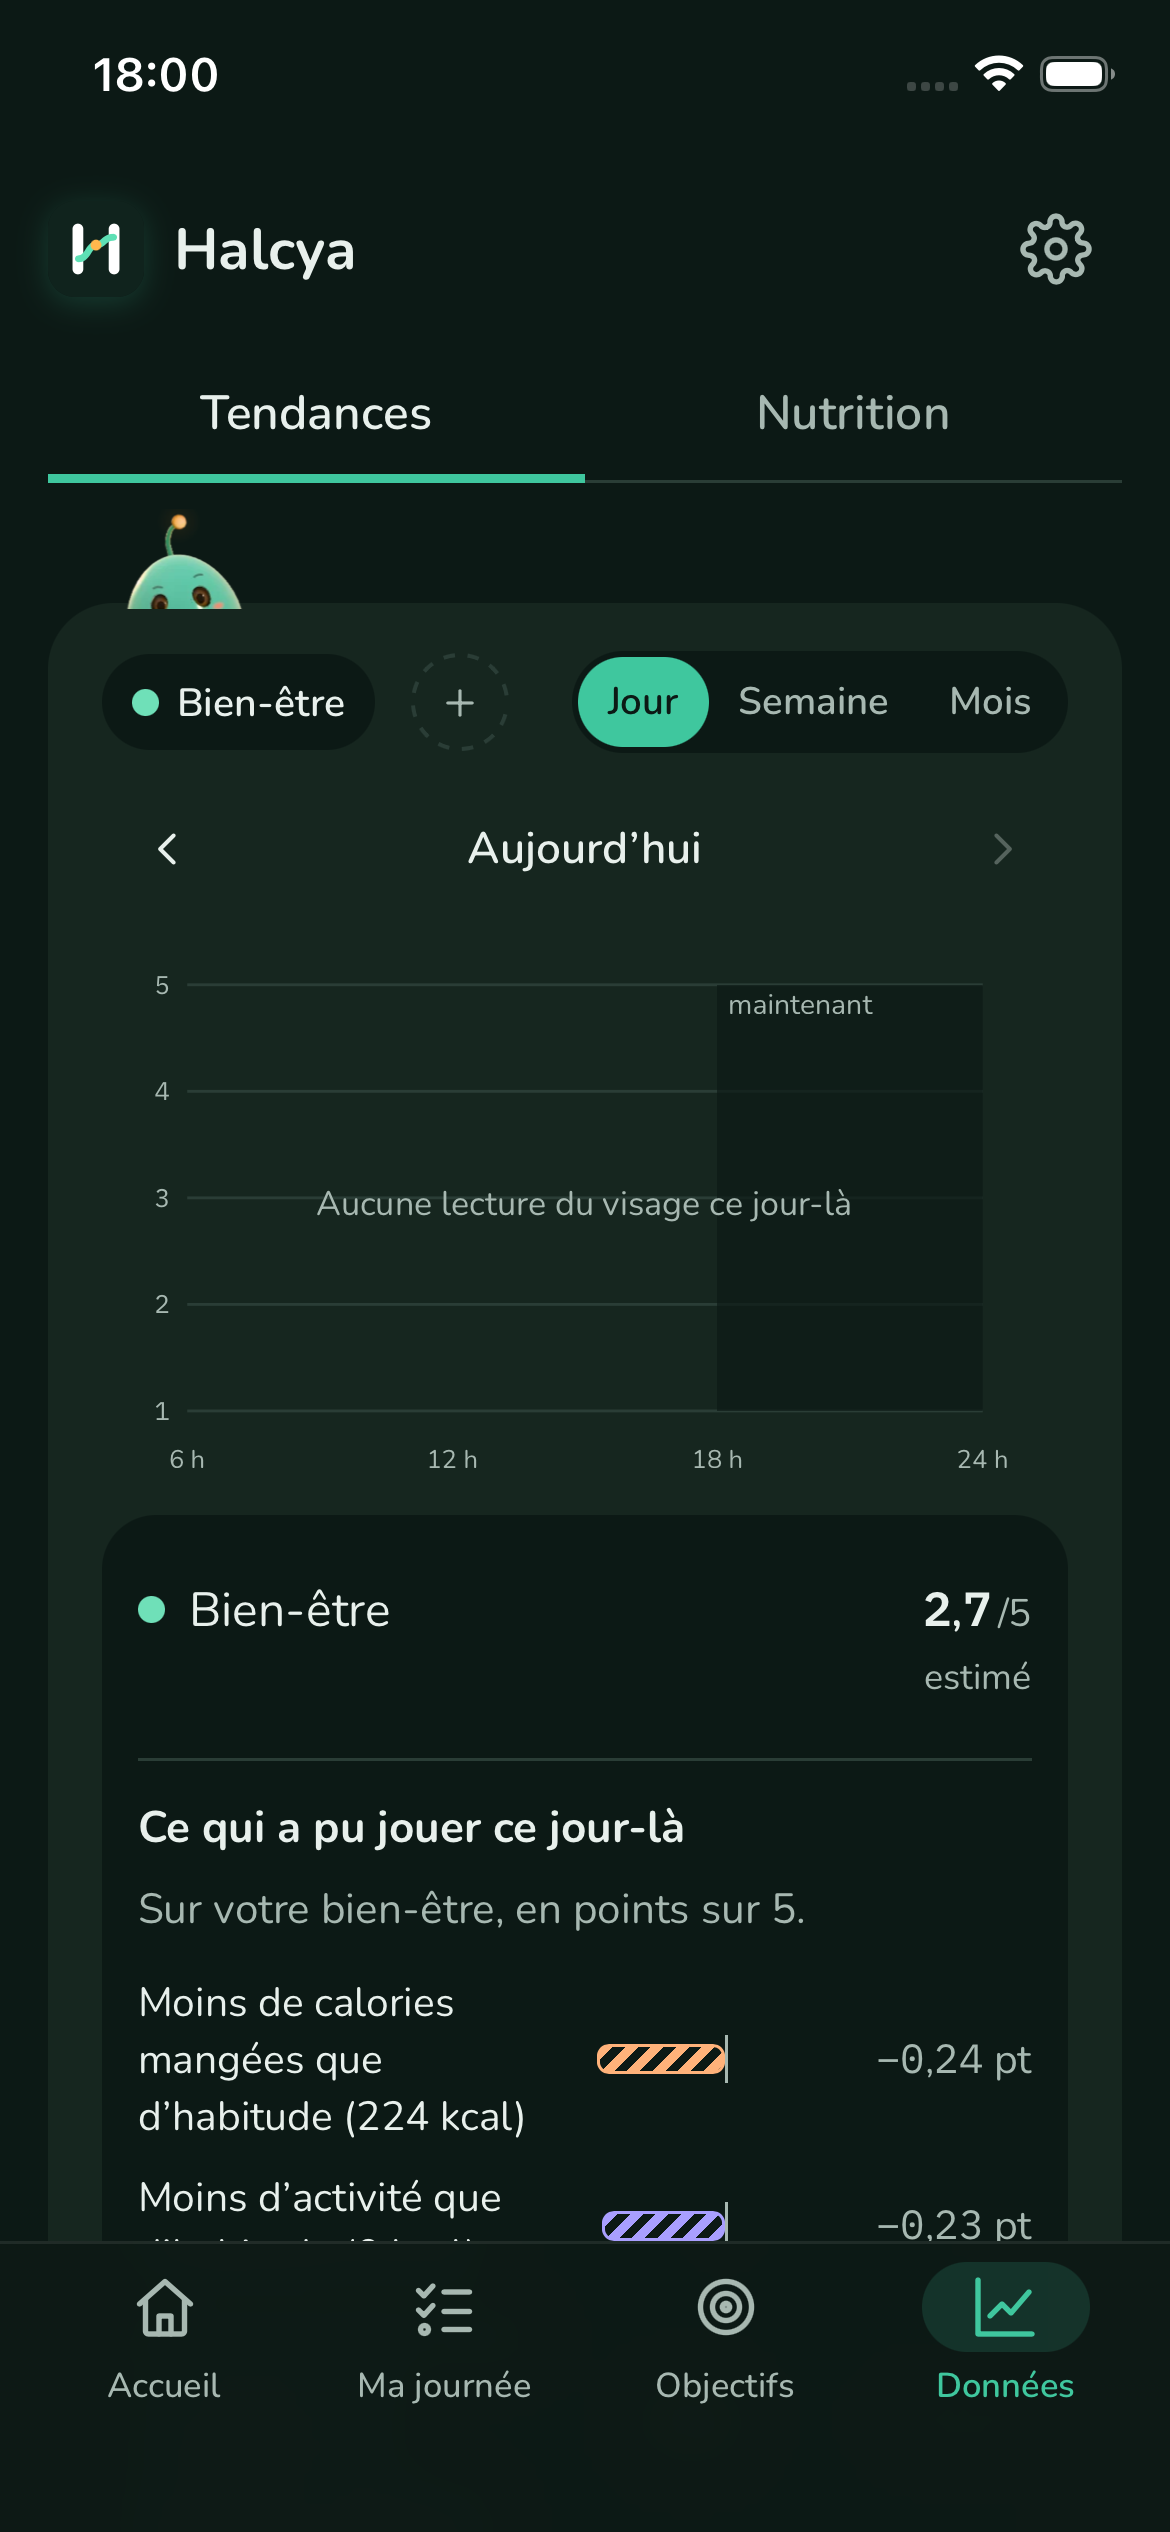 18:00
Halcya
Tendances
Nutrition
Bien-être
+
Jour
Semaine
Mois
Aujourd’hui
5
maintenant
4
3
Aucune lecture du visage ce jour-là
2
1
6 h
12 h
18 h
24 h
Bien-être
2,7/5
estimé
Ce qui a pu jouer ce jour-là
Sur votre bien-être, en points sur 5.
Moins de calories
mangées que
d’habitude (224 kcal)
−0,24 pt
Moins d’activité que
−0,23 pt
Accueil
Ma journée
Objectifs
Données